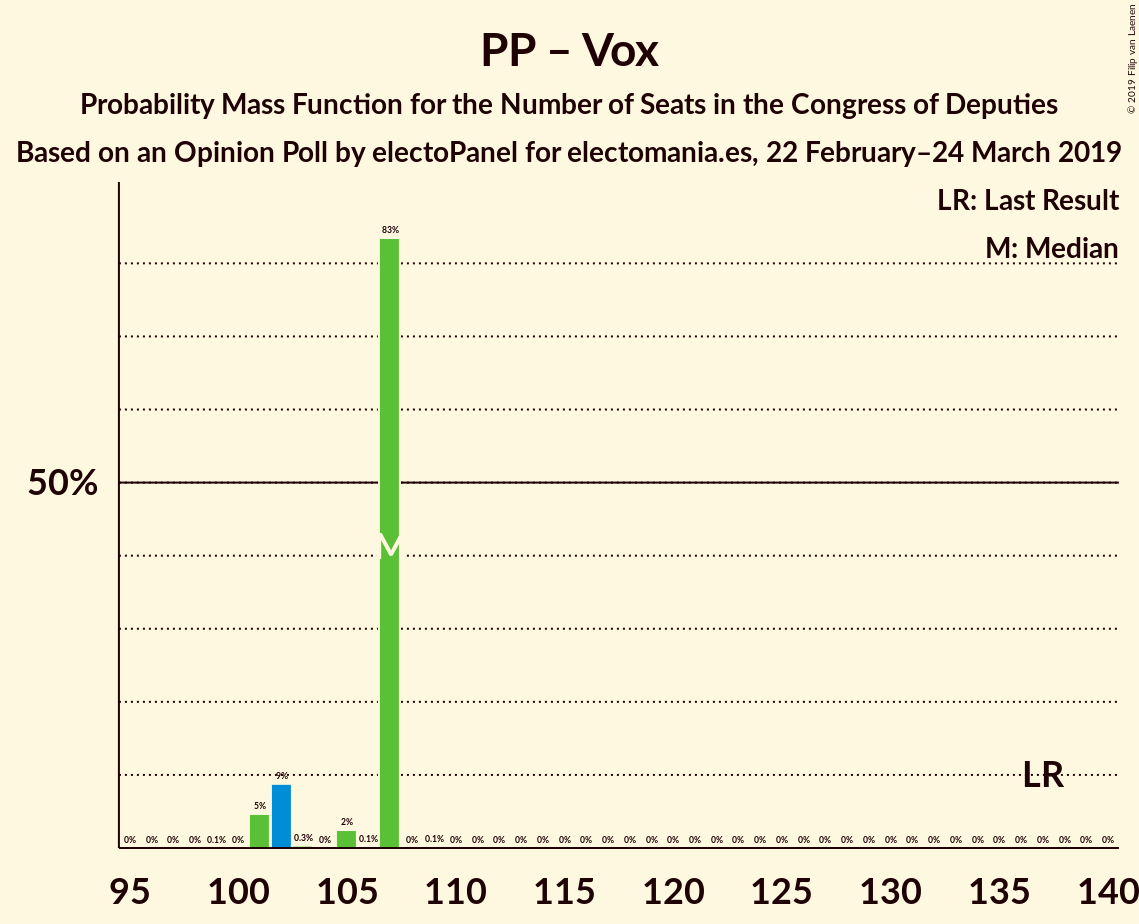 PP – Vox
Probability Mass Function for the Number of Seats in the Congress of Deputies
Based on an Opinion Poll by electoPanel for electomania.es, 22 February–24 March 2019
© 2019 Filip van Laenen
LR: Last Result
M: Median
50%
83%
M
LR
0% 0% 0% 0% 0.1% 0% 5% 9% 0.3% 0% 2% 0.1% 0% 0.1% 0% 0% 0% 0% 0% 0% 0% 0% 0% 0% 0% 0% 0% 0% 0% 0% 0% 0% 0% 0% 0% 0% 0% 0% 0% 0% 0% 0% 0% 0% 0%
95 100 105 110 115 120 125 130 135 140